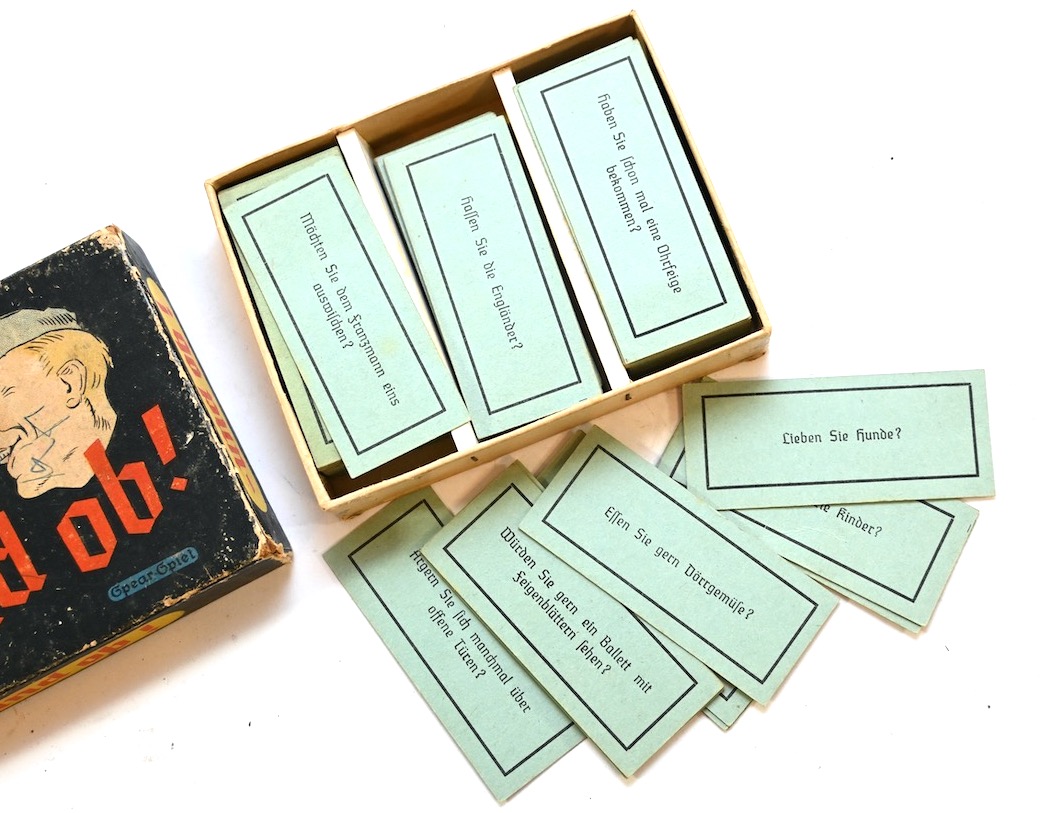 Möchten Sie dem Franzmann eins
auswischen?
Hassen Sie die Engländer?
Haben Sie schon mal eine Ohrfeige
bekommen?
Lieben Sie Hunde?
Kinder?
Essen Sie gern Dörrgemüse?
Würden Sie gern ein Ballett mit
Feigenblättern sehen?
Ärgern Sie sich manchmal über
offene Türen?
ob!
Spear-Spiel